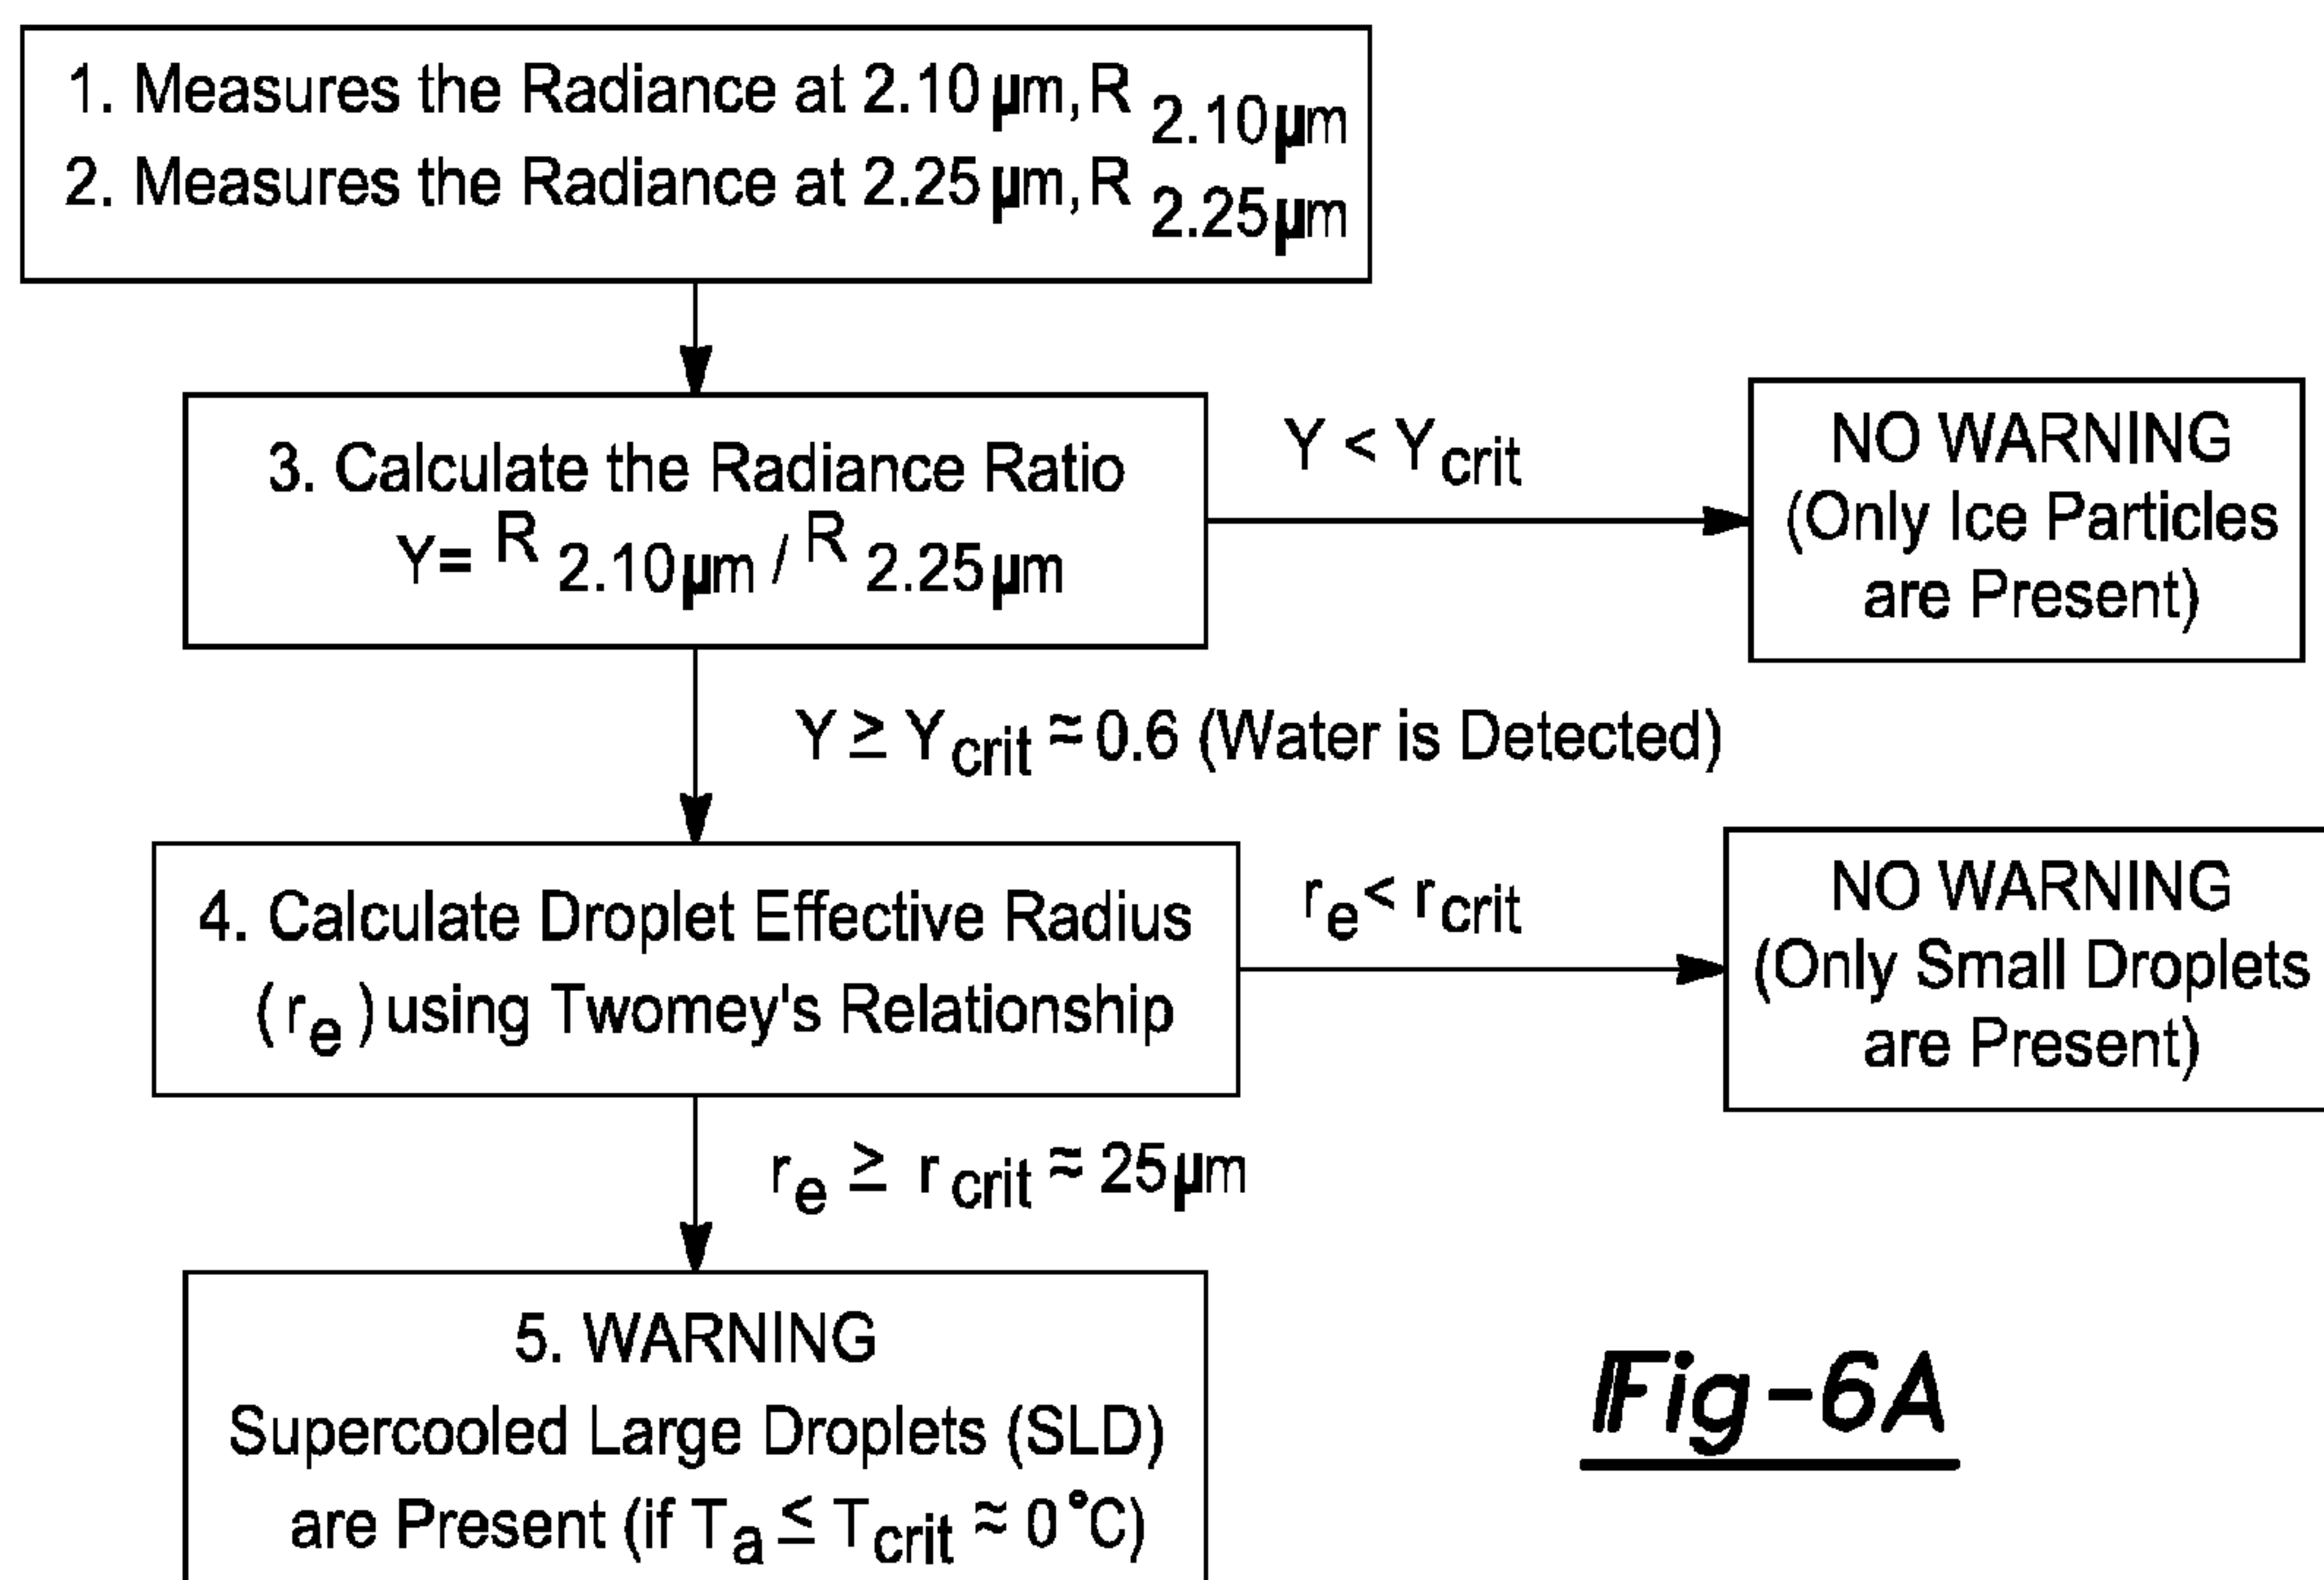 1. Measures the Radiance at 2.10 µm, R 2.10µm
2. Measures the Radiance at 2.25 µm, R 2.25µm
3. Calculate the Radiance Ratio
Y= R 2.10µm / R 2.25µm
Y < Ycrit
NO WARNING
(Only Ice Particles
are Present)
Y ≥ Ycrit ≈ 0.6 (Water is Detected)
4. Calculate Droplet Effective Radius
(re) using Twomey's Relationship
re < rcrit
NO WARNING
(Only Small Droplets
are Present)
re ≥ rcrit ≈ 25µm
5. WARNING
Supercooled Large Droplets (SLD)
are Present (if Ta ≤ Tcrit ≈ 0°C)
Fig-6A